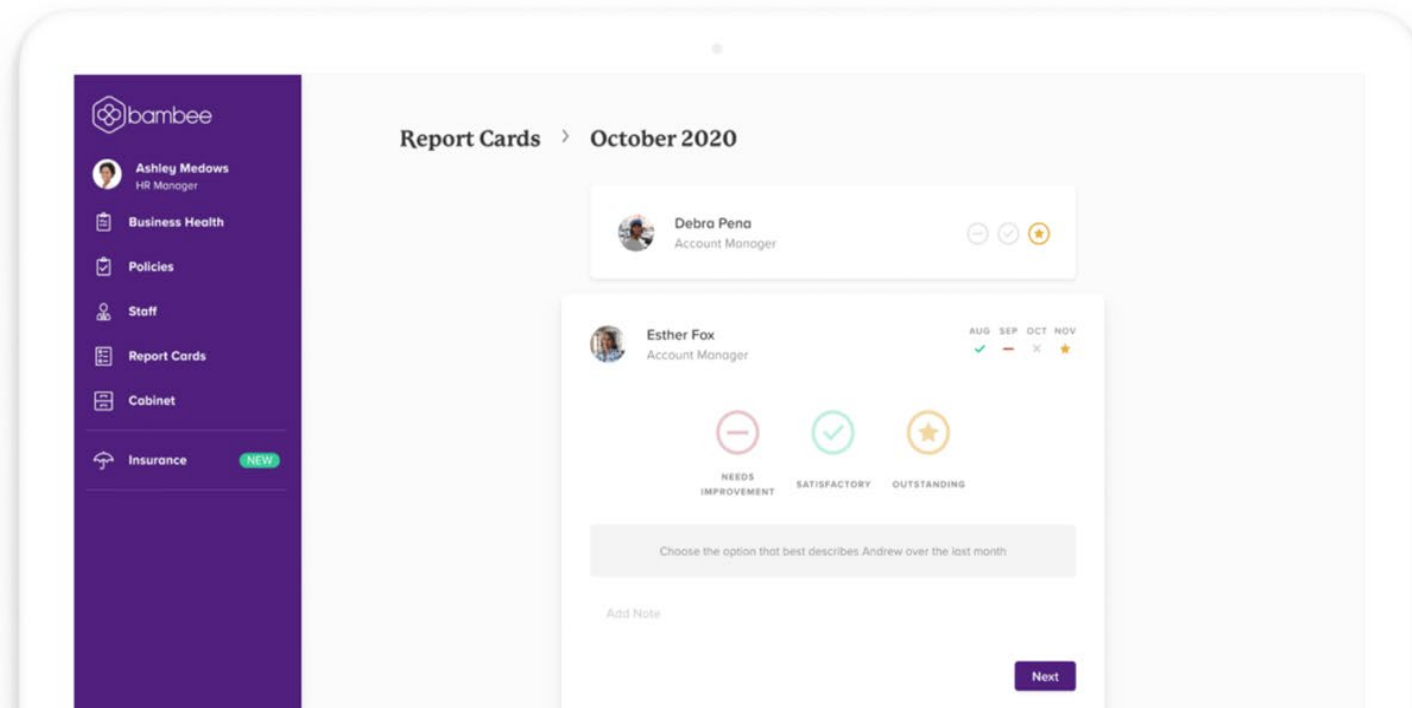 bambee
Ashley Medows
HR Manager
Business Health
Policies
Staff
Report Cards
Cabinet
Insurance NEW
Report Cards > October 2020
Debra Pena
Account Manager
Esther Fox
Account Manager
AUG SEP OCT NOV
NEEDS
IMPROVEMENT
SATISFACTORY
OUTSTANDING
Choose the option that best describes Andrew over the last month
Add Note
Next